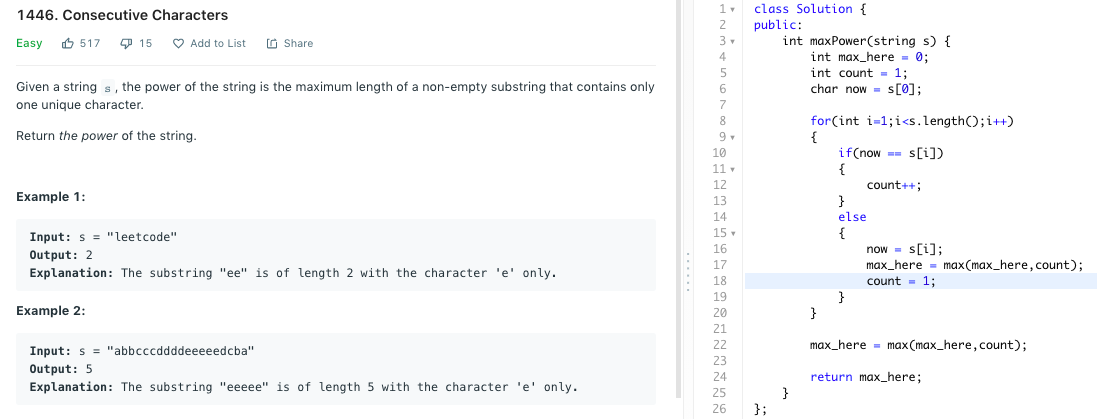 1446. Consecutive Characters
Easy 517 15 Add to List Share
Given a string s , the power of the string is the maximum length of a non-empty substring that contains only
one unique character.
Return the power of the string.
Example 1:
Input: s = "leetcode"
Output: 2
Explanation: The substring "ee" is of length 2 with the character 'e' only.
Example 2:
Input: s = "abbcccddddeeeeedcba"
Output: 5
Explanation: The substring "eeeee" is of length 5 with the character 'e' only.
1 class Solution {
2 public:
3 int maxPower(string s) {
4 int max_here = 0;
5 int count = 1;
6 char now = s[0];
7
8 for(int i=1;i<s.length();i++)
9 {
10 if(now == s[i])
11 {
12 count++;
13 }
14 else
15 {
16 now = s[i];
17 max_here = max(max_here,count);
18 count = 1;
19 }
20 }
21
22 max_here = max(max_here,count);
23
24 return max_here;
25 }
26 };